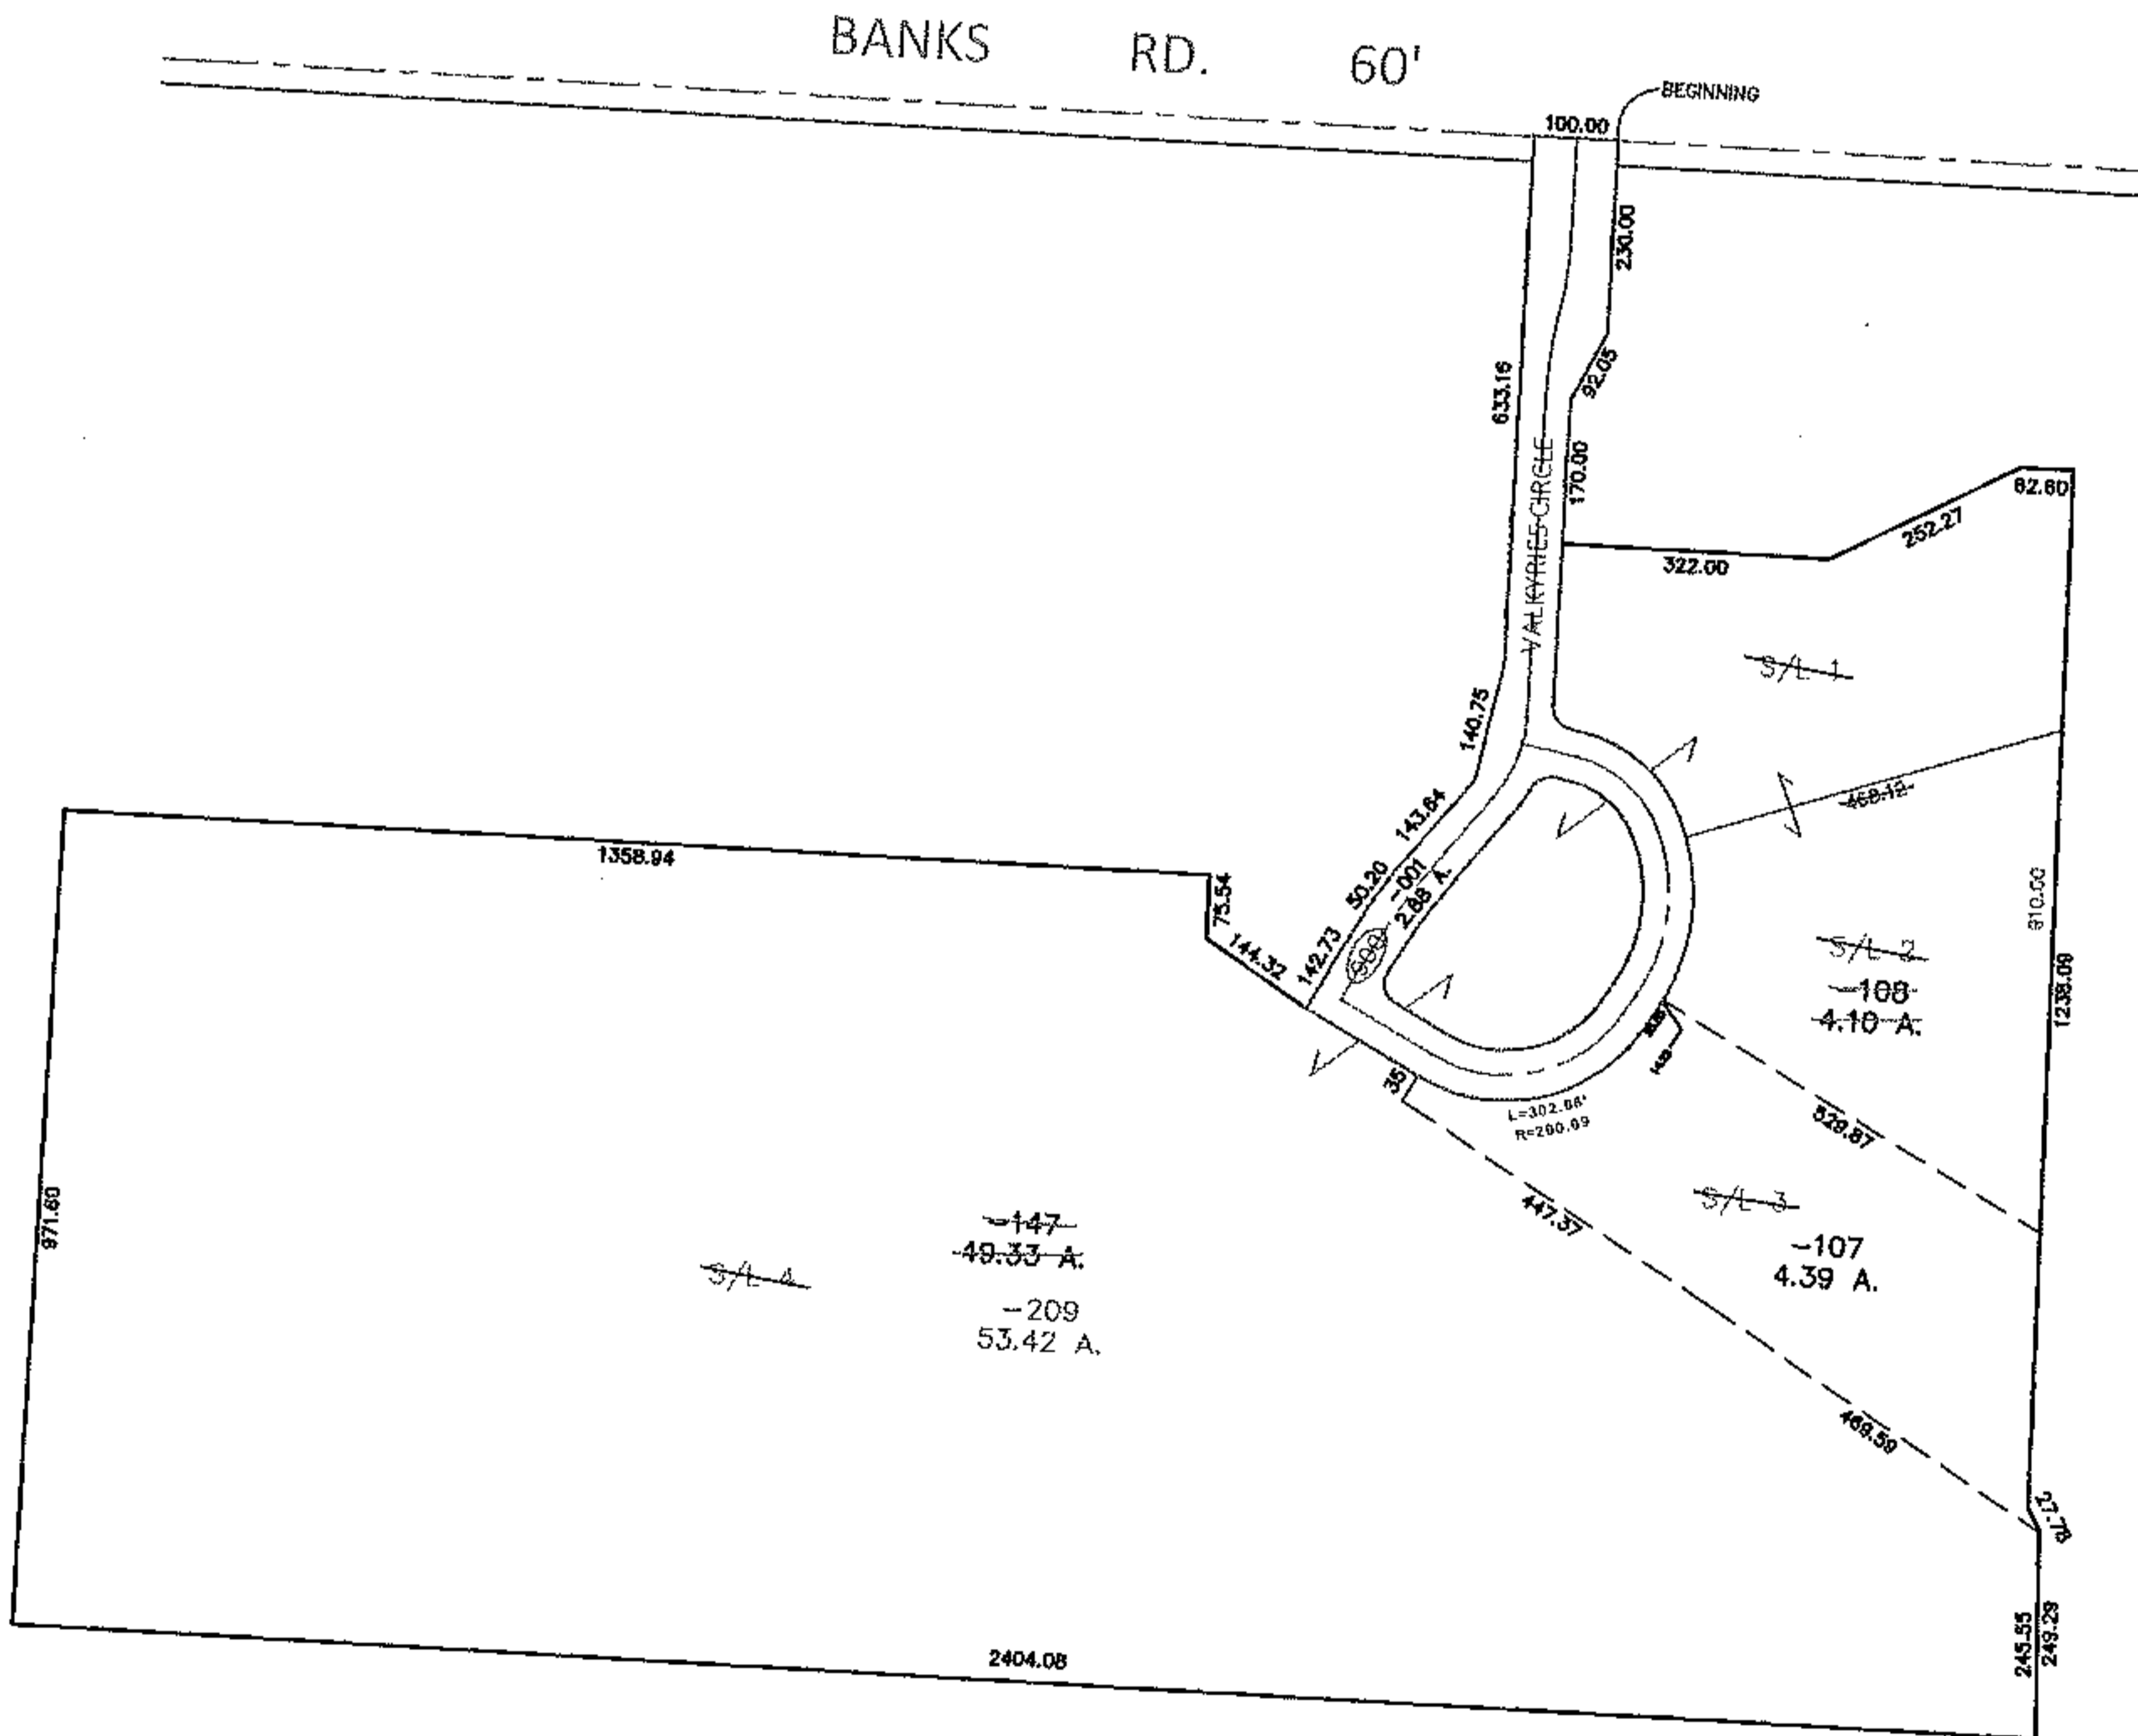 BANKS RD. 60'
BEGINNING
100.00
230.00
92.05
633.16
170.00
VALKYRIES CIRCLE
62.60
252.27
322.00
S/L 1
140.75
468.12
143.64
1358.94
75.54
50.20
-001
2.88 A.
910.00
144.32
142.73
500
S/L 2
-108
4.10 A.
1238.09
35
L=302.06'
R=200.09
529.87
971.60
447.37
S/L 3
-147
49.33 A.
-107
4.39 A.
S/L 4
-209
53.42 A.
469.59
27.78
2404.08
245.65
249.29